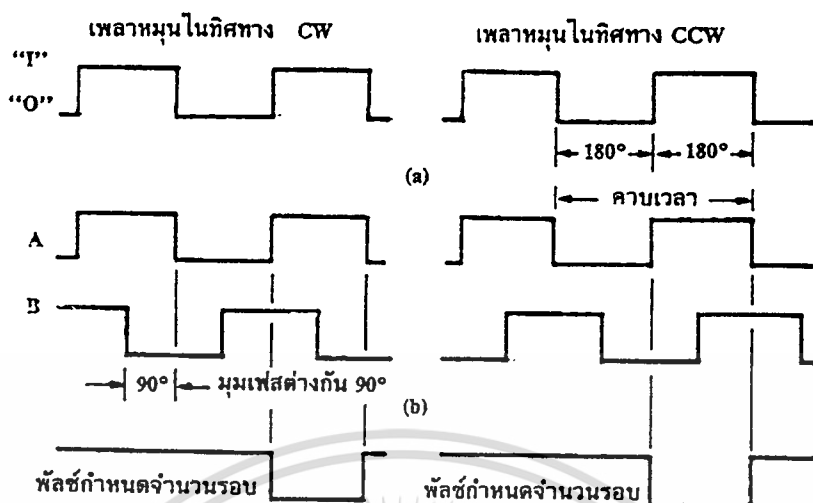 เพลาหมุนในทิศทาง CW
เพลาหมุนในทิศทาง CCW
“I”
“O”
180° 180°
(a)
คาบเวลา
A
B
90° มุมเฟสต่างกัน 90°
(b)
พัลซ์กำหนดจำนวนรอบ
พัลซ์กำหนดจำนวนรอบ